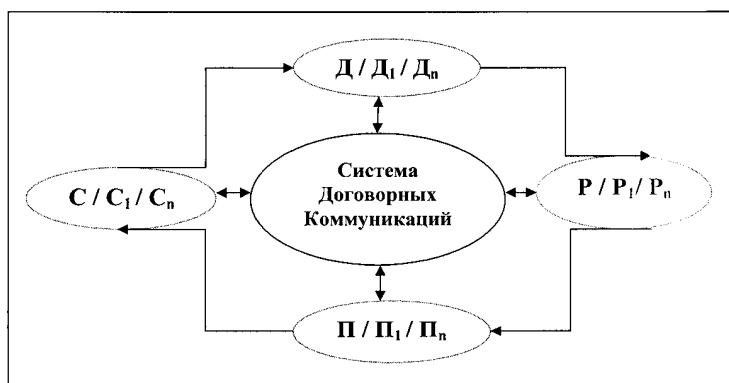 Д / Д₁ / Дₙ
С / С₁ / Сₙ
Система
Договорных
Коммуникаций
Р / Р₁/ Рₙ
П / П₁ / Пₙ